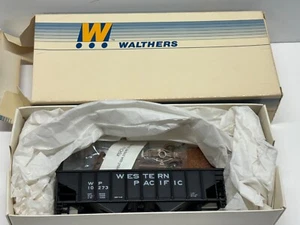 W
WALTHERS
WESTERN
WP PACIFIC
10273